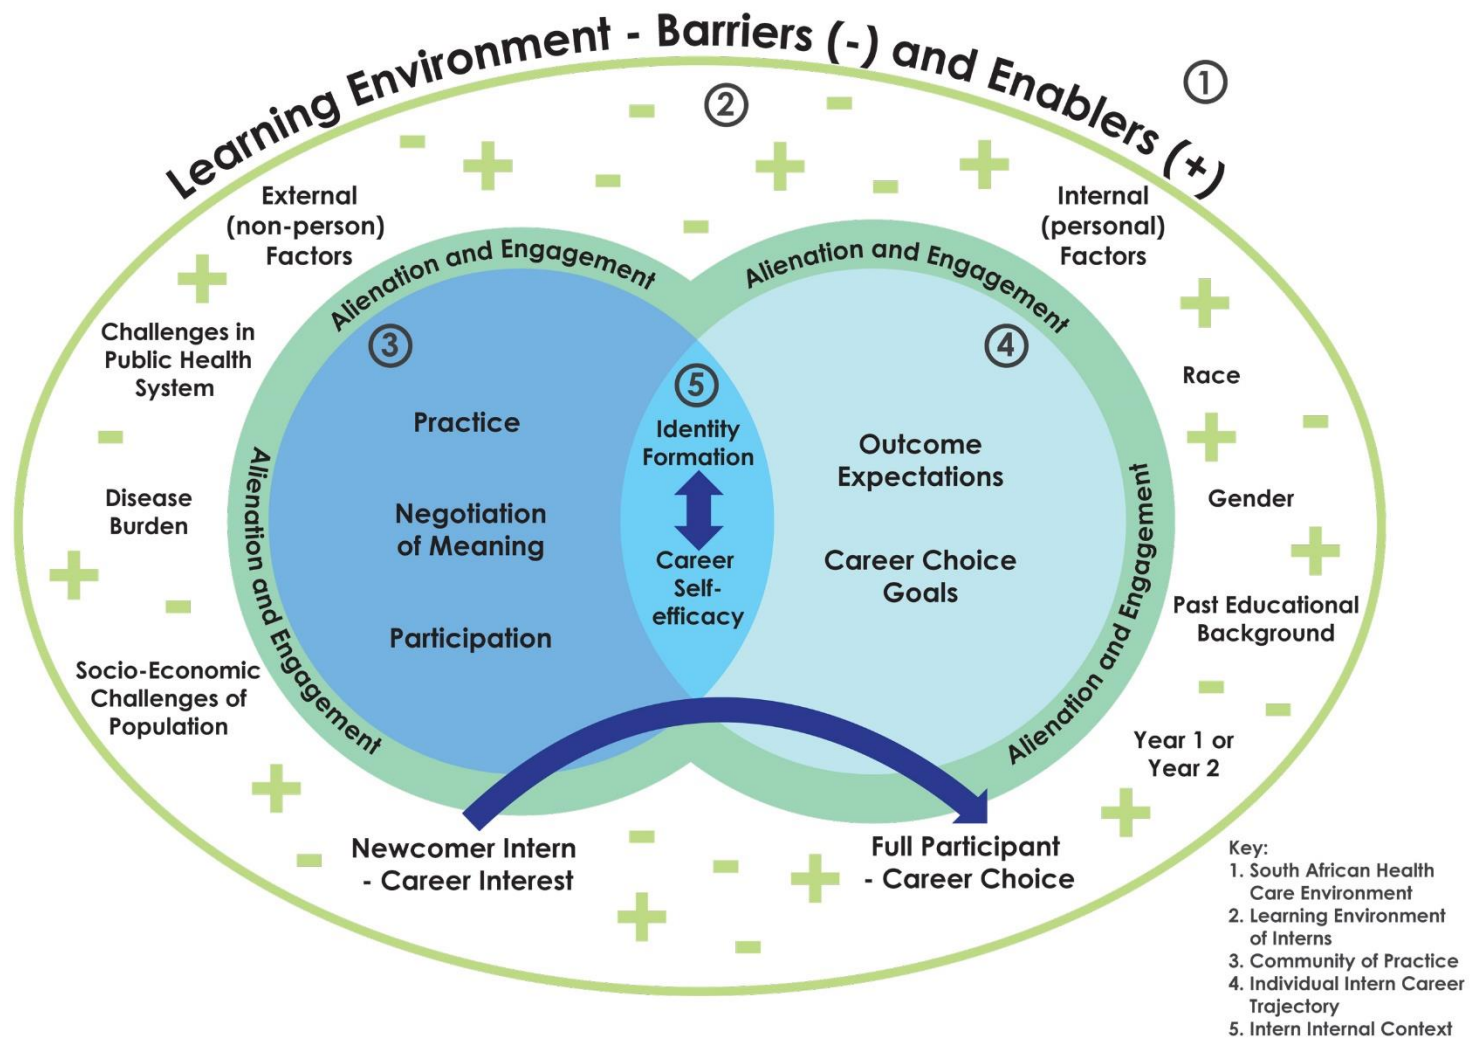 Learning Environment - Barriers (-) and Enablers (+)
1
2
External
(non-person)
Factors
Internal
(personal)
Factors
Alienation and Engagement
Alienation and Engagement
Challenges in
Public Health
System
3
4
5
Race
Practice
Identity
Formation
Outcome
Expectations
Alienation and Engagement
Alienation and Engagement
Disease
Burden
Gender
Negotiation
of Meaning
Career
Self-
efficacy
Career Choice
Goals
Past Educational
Background
Participation
Socio-Economic
Challenges of
Population
Year 1 or
Year 2
Newcomer Intern
- Career Interest
Full Participant
- Career Choice
Key:
1. South African Health
Care Environment
2. Learning Environment
of Interns
3. Community of Practice
4. Individual Intern Career
Trajectory
5. Intern Internal Context